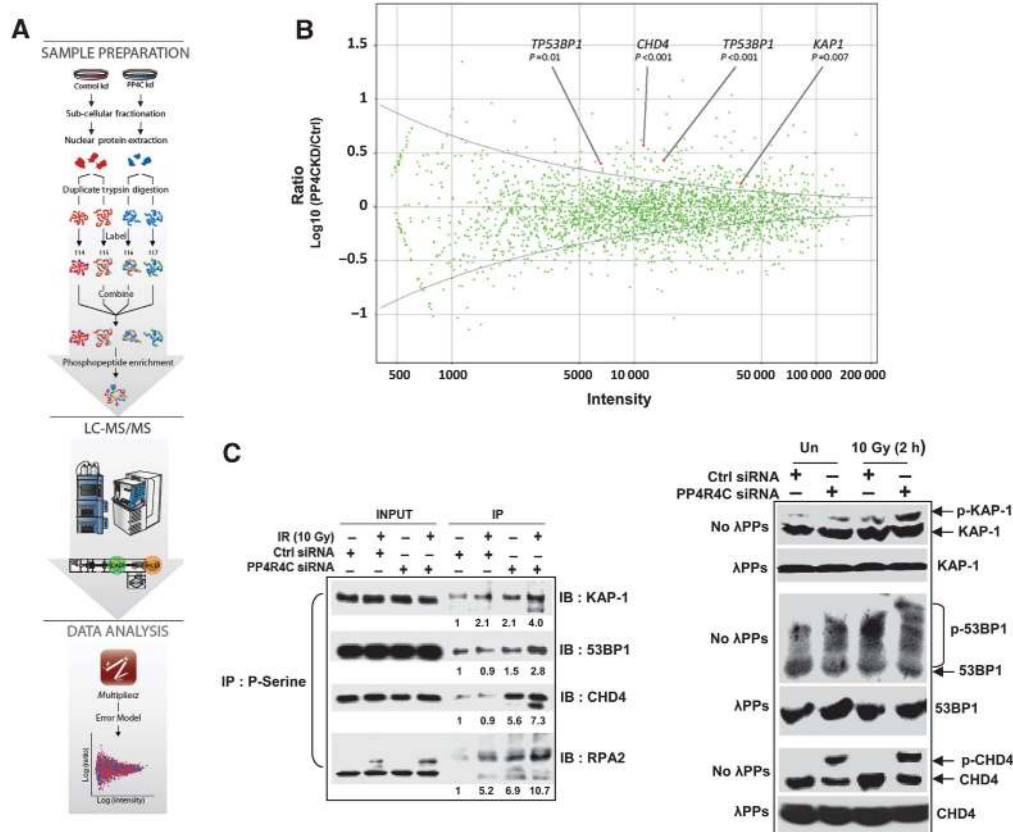 A
SAMPLE PREPARATION
Control kd PP4C kd
Sub-cellular fractionation
Nuclear protein extraction
Duplicate trypsin digestion
Label
114 115 116 117
Combine
Phosphopeptide enrichment
LC-MS/MS
DATA ANALYSIS
Multiplierz
Error Model
Log (ratio)
Log (intensity)
B
Ratio
Log10 (PP4CKD/Ctrl)
1.5
1
0.5
0
−0.5
−1
TP53BP1
P=0.01
CHD4
P<0.001
TP53BP1
P<0.001
KAP1
P=0.007
500 1000 5000 10 000 50 000 100 000 200 000
Intensity
C
INPUT IP
− + − + IR (10 Gy) − + − +
+ + − − Ctrl siRNA + + − −
− − + + PP4R4C siRNA − − + +
IP : P-Serine
IB : KAP-1
1 2.1 2.1 4.0
IB : 53BP1
1 0.9 1.5 2.8
IB : CHD4
1 0.9 5.6 7.3
IB : RPA2
1 5.2 6.9 10.7
Un 10 Gy (2 h)
Ctrl siRNA + − + −
PP4R4C siRNA − + − +
No λPPs
p-KAP-1
KAP-1
λPPs KAP-1
No λPPs
p-53BP1
53BP1
λPPs 53BP1
No λPPs
p-CHD4
CHD4
λPPs CHD4